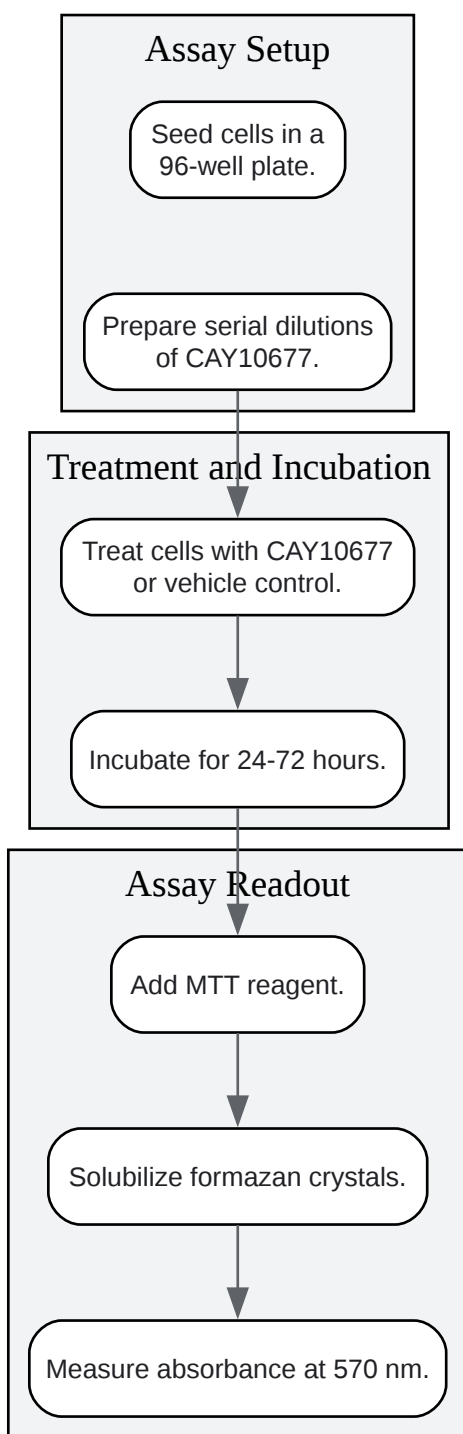 Assay Setup
Seed cells in a
96-well plate.
Prepare serial dilutions
of CAY10677.
Treatment and Incubation
Treat cells with CAY10677
or vehicle control.
Incubate for 24-72 hours.
Assay Readout
Add MTT reagent.
Solubilize formazan crystals.
Measure absorbance at 570 nm.